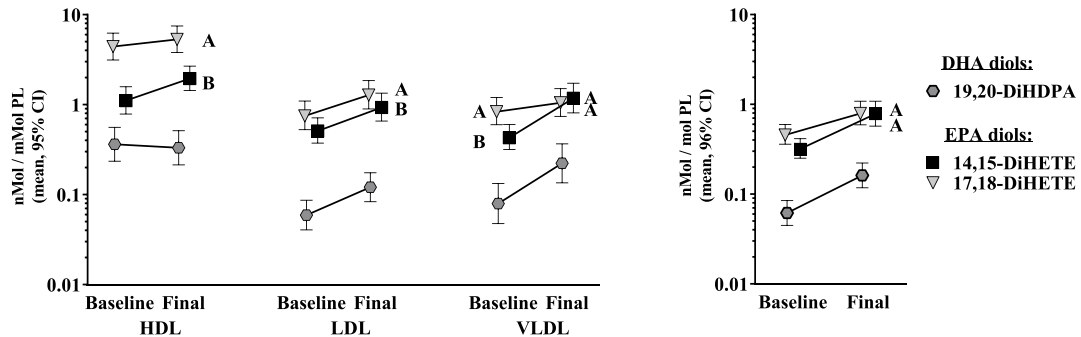 nMol / mMol PL
(mean, 95% CI)
10
1
0.1
0.01
A
B
A
B
A
B
A
A
Baseline Final
HDL
Baseline Final
LDL
Baseline Final
VLDL
nMol / mol PL
(mean, 96% CI)
10
1
0.1
0.01
A
A
Baseline Final
DHA diols:
19,20-DiHDPA
EPA diols:
14,15-DiHETE
17,18-DiHETE